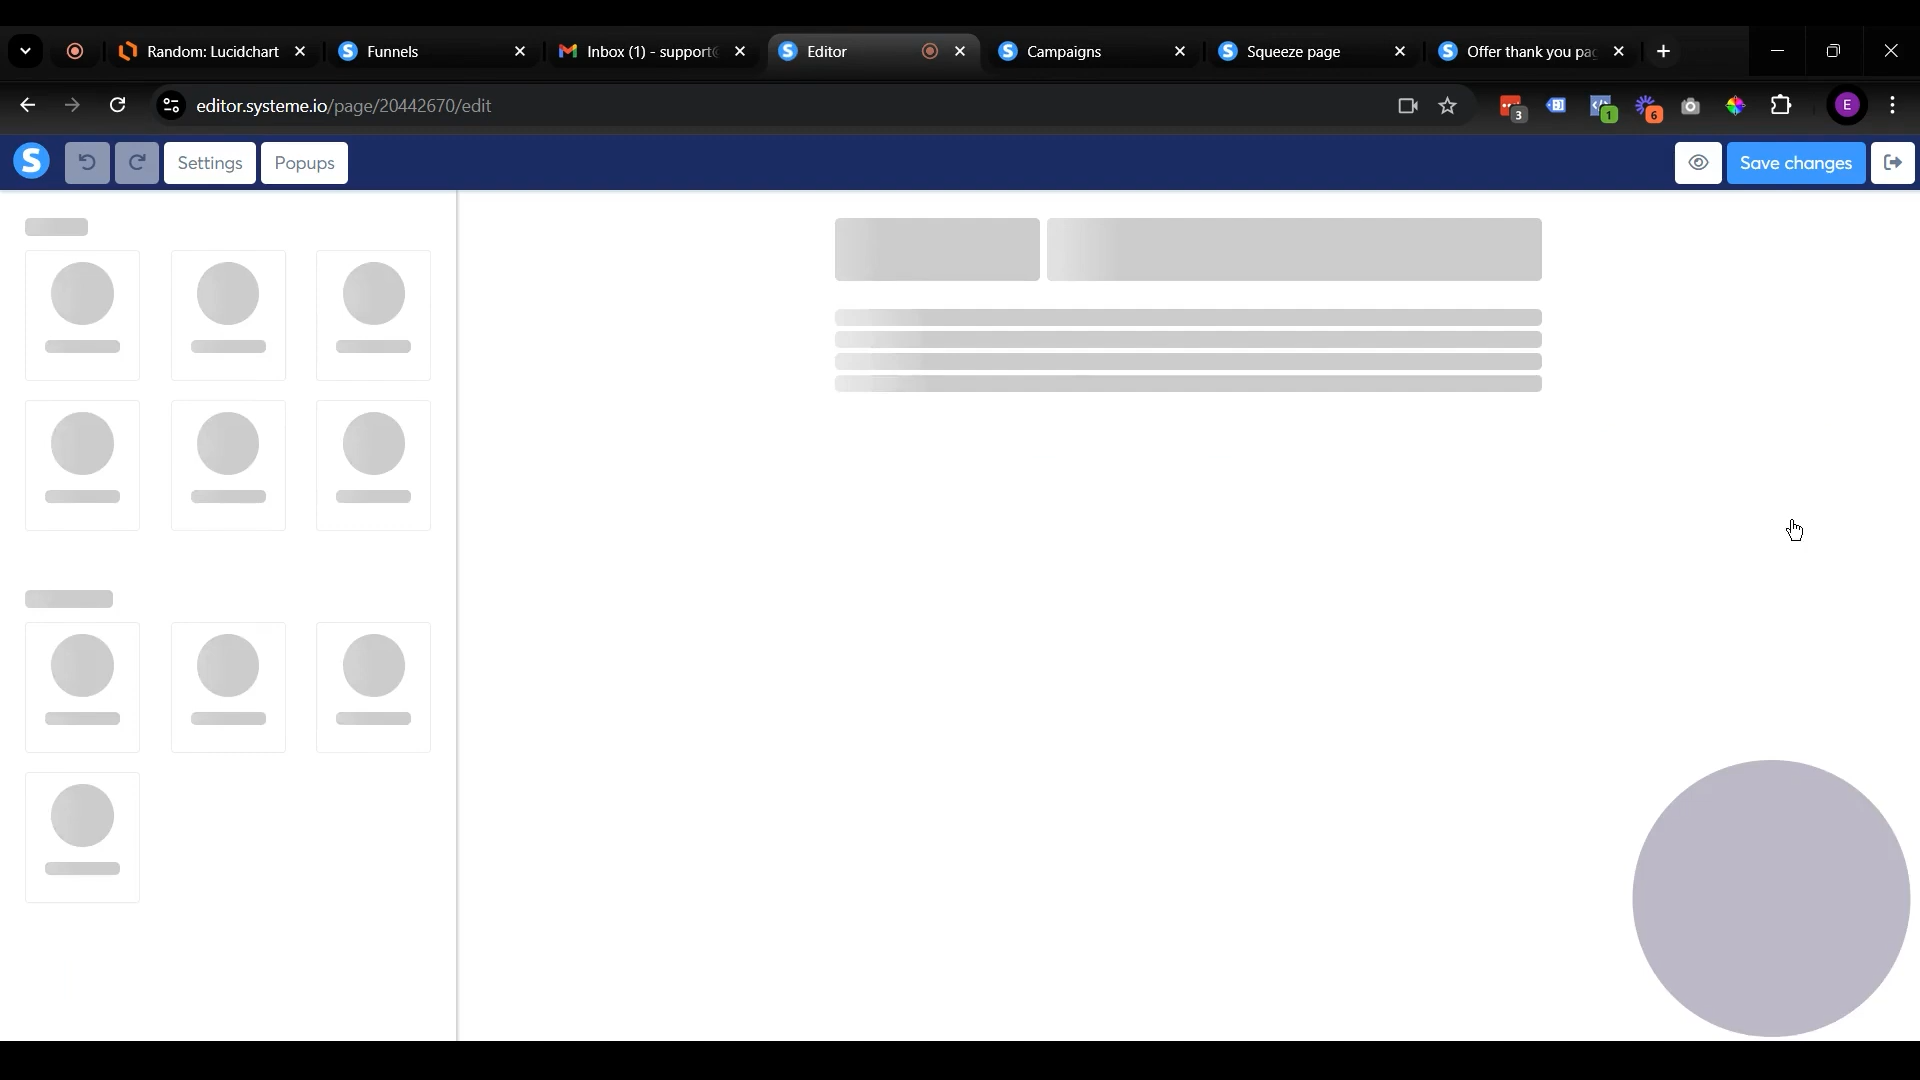 Random: Lucidchart
Funnels
Inbox (1) - support@
Editor
Campaigns
Squeeze page
Offer thank you pag
editor.systeme.io/page/20442670/edit
3
1
6
E
S
Settings
Popups
Save changes